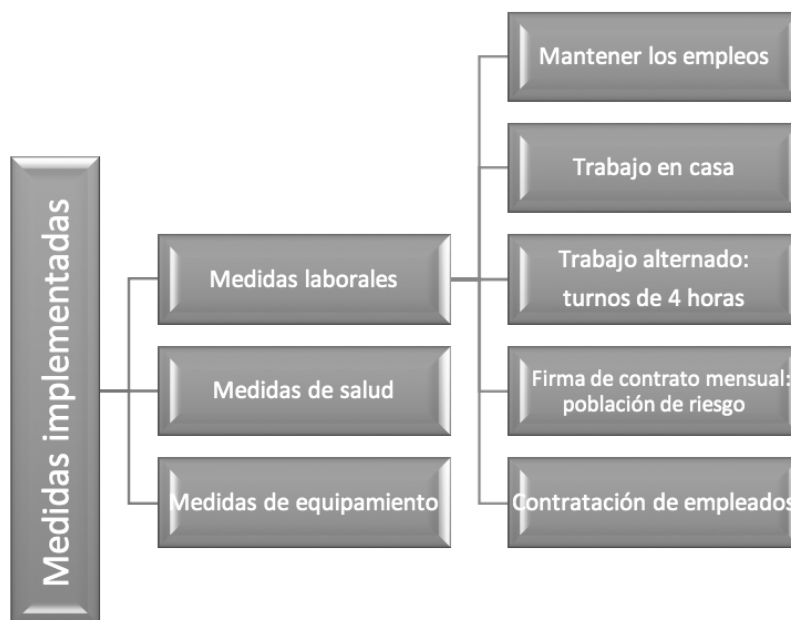 Medidas implementadas
Medidas laborales
Medidas de salud
Medidas de equipamiento
Mantener los empleos
Trabajo en casa
Trabajo alternado:
turnos de 4 horas
Firma de contrato mensual:
población de riesgo
Contratación de empleados